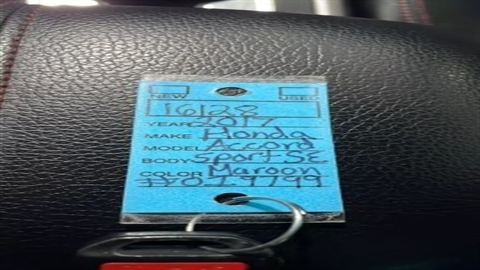 NEW USED
16128
YEAR 2017
MAKE Honda
MODEL Accord
BODY Sport SE
COLOR Maroon